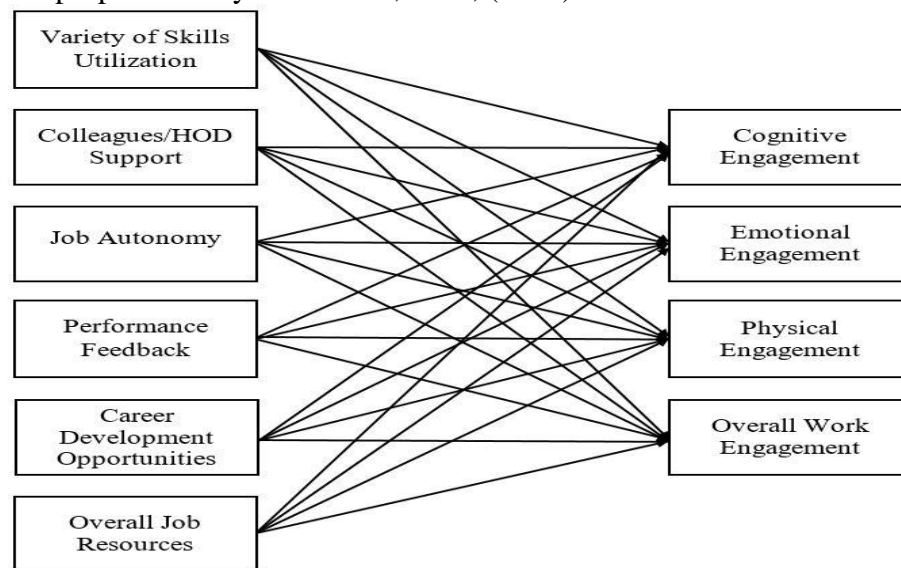 Variety of Skills
Utilization
Colleagues/HOD
Support
Job Autonomy
Performance
Feedback
Career
Development
Opportunities
Overall Job
Resources
Cognitive
Engagement
Emotional
Engagement
Physical
Engagement
Overall Work
Engagement